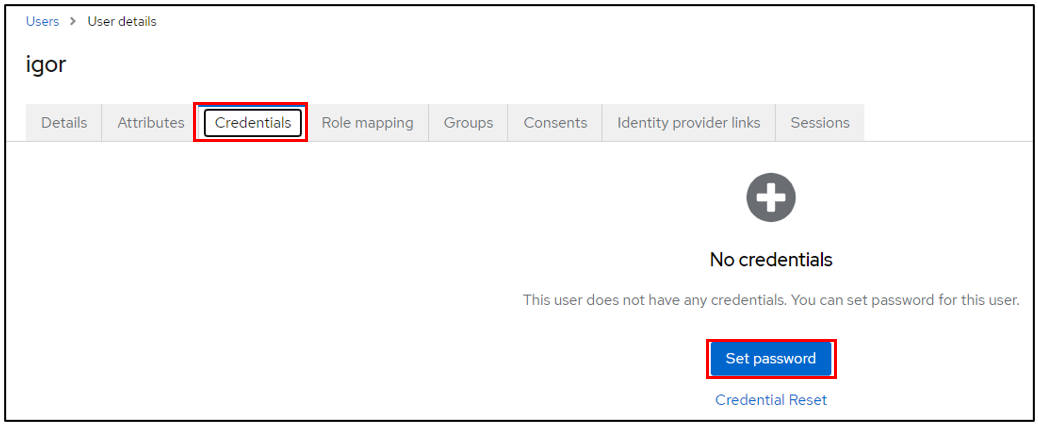 Users > User details
igor
Details Attributes Credentials Role mapping Groups Consents Identity provider links Sessions
No credentials
This user does not have any credentials. You can set password for this user.
Set password
Credential Reset